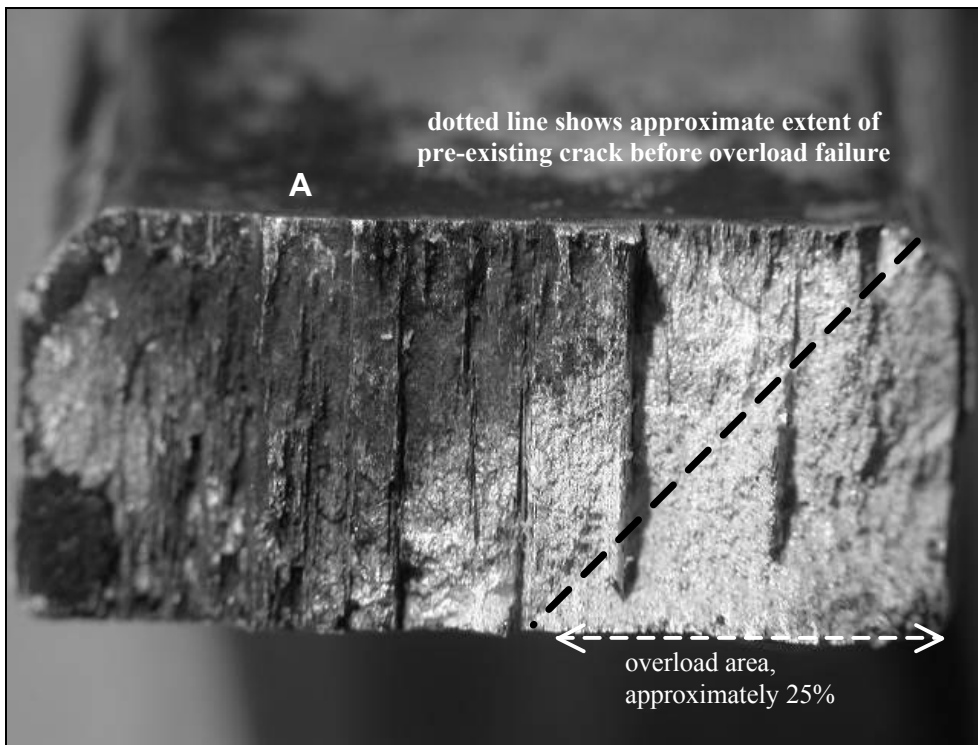 dotted line shows approximate extent of
pre-existing crack before overload failure
A
overload area,
approximately 25%